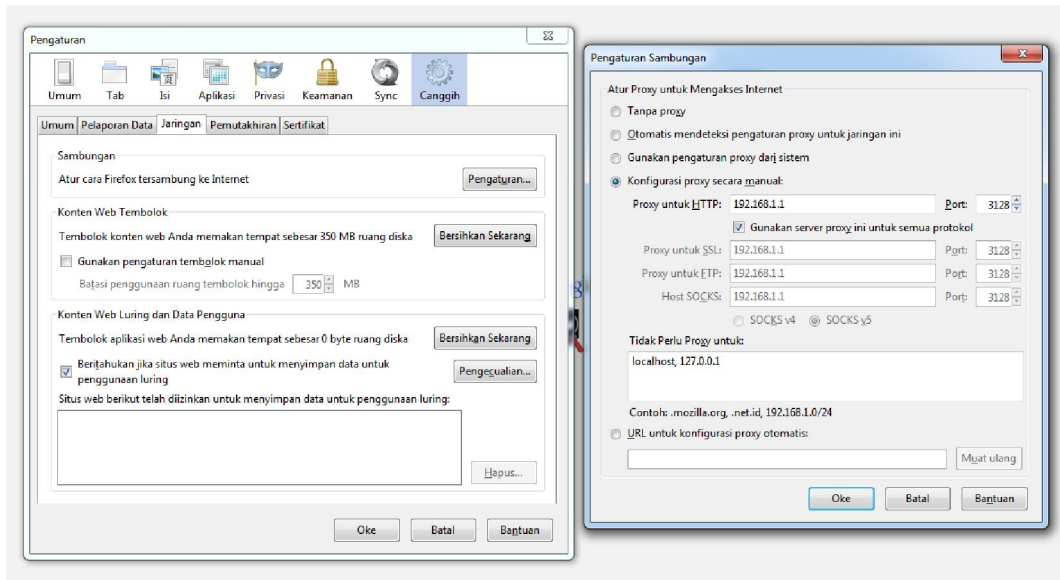 Pengaturan
Umum Tab Isi Aplikasi Privasi Keamanan Sync Canggih
Umum Pelaporan Data Jaringan Pemutakhiran Sertifikat
Sambungan
Atur cara Firefox tersambung ke Internet Pengaturan...
Konten Web Tembolok
Tembolok konten web Anda memakan tempat sebesar 350 MB ruang diska Bersihkan Sekarang
Gunakan pengaturan tembolok manual
Batasi penggunaan ruang tembolok hingga 350 MB
Konten Web Luring dan Data Pengguna
Tembolok aplikasi web Anda memakan tempat sebesar 0 byte ruang diska Bersihkan Sekarang
Beritahukan jika situs web meminta untuk menyimpan data untuk
penggunaan luring Pengecualian...
Situs web berikut telah diizinkan untuk menyimpan data untuk penggunaan luring:
Hapus...
Oke Batal Bantuan
Pengaturan Sambungan
Atur Proxy untuk Mengakses Internet
Tanpa proxy
Otomatis mendeteksi pengaturan proxy untuk jaringan ini
Gunakan pengaturan proxy dari sistem
Konfigurasi proxy secara manual:
Proxy untuk HTTP: 192.168.1.1 Port: 3128
Gunakan server proxy ini untuk semua protokol
Proxy untuk SSL: 192.168.1.1 Port: 3128
Proxy untuk FTP: 192.168.1.1 Port: 3128
Host SOCKS: 192.168.1.1 Port: 3128
SOCKS v4 SOCKS v5
Tidak Perlu Proxy untuk:
localhost, 127.0.0.1
Contoh: .mozilla.org, .net.id, 192.168.1.0/24
URL untuk konfigurasi proxy otomatis:
Muat ulang
Oke Batal Bantuan